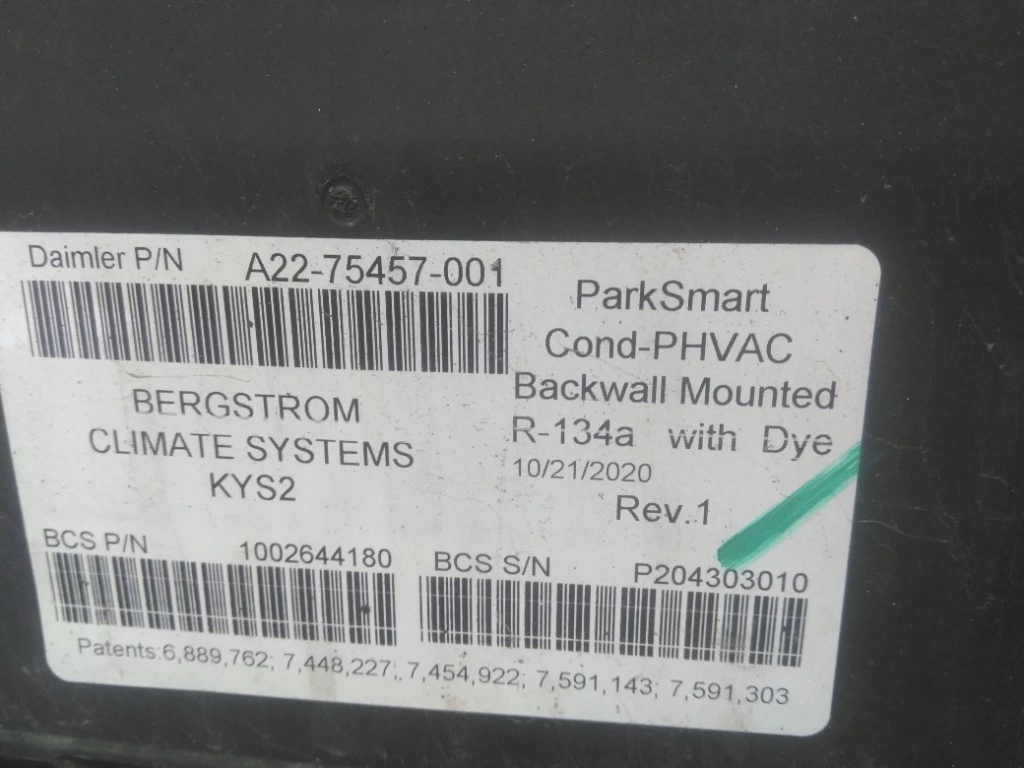 Daimler P/N A22-75457-001
BERGSTROM
CLIMATE SYSTEMS
KYS2
ParkSmart
Cond-PHVAC
Backwall Mounted
R-134a with Dye
10/21/2020
Rev.1
BCS P/N 1002644180
BCS S/N P204303010
Patents:6,889,762; 7,448,227; 7,454,922; 7,591,143; 7,591,303